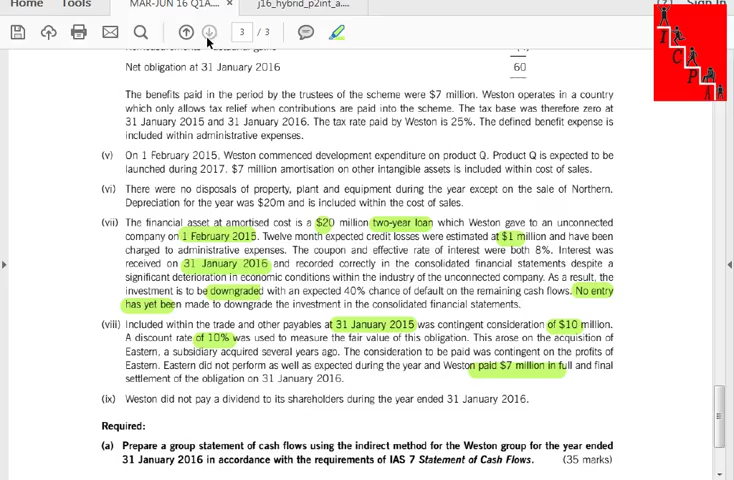 Home Tools MAR-JUN 16 Q1A.... × j16_hybrid_p2int_a... Sign In
3 / 3
Net obligation at 31 January 2016 60
The benefits paid in the period by the trustees of the scheme were $7 million. Weston operates in a country
which only allows tax relief when contributions are paid into the scheme. The tax base was therefore zero at
31 January 2015 and 31 January 2016. The tax rate paid by Weston is 25%. The defined benefit expense is
included within administrative expenses.
(v) On 1 February 2015, Weston commenced development expenditure on product Q. Product Q is expected to be
launched during 2017. $7 million amortisation on other intangible assets is included within cost of sales.
(vi) There were no disposals of property, plant and equipment during the year except on the sale of Northern.
Depreciation for the year was $20m and is included within the cost of sales.
(vii) The financial asset at amortised cost is a $20 million two-year loan which Weston gave to an unconnected
company on 1 February 2015. Twelve month expected credit losses were estimated at $1 million and have been
charged to administrative expenses. The coupon and effective rate of interest were both 8%. Interest was
received on 31 January 2016 and recorded correctly in the consolidated financial statements despite a
significant deterioration in economic conditions within the industry of the unconnected company. As a result, the
investment is to be downgraded with an expected 40% chance of default on the remaining cash flows. No entry
has yet been made to downgrade the investment in the consolidated financial statements.
(viii) Included within the trade and other payables at 31 January 2015 was contingent consideration of $10 million.
A discount rate of 10% was used to measure the fair value of this obligation. This arose on the acquisition of
Eastern, a subsidiary acquired several years ago. The consideration to be paid was contingent on the profits of
Eastern. Eastern did not perform as well as expected during the year and Weston paid $7 million in full and final
settlement of the obligation on 31 January 2016.
(ix) Weston did not pay a dividend to its shareholders during the year ended 31 January 2016.
Required:
(a) Prepare a group statement of cash flows using the indirect method for the Weston group for the year ended
31 January 2016 in accordance with the requirements of IAS 7 Statement of Cash Flows. (35 marks)
I
C
P
A